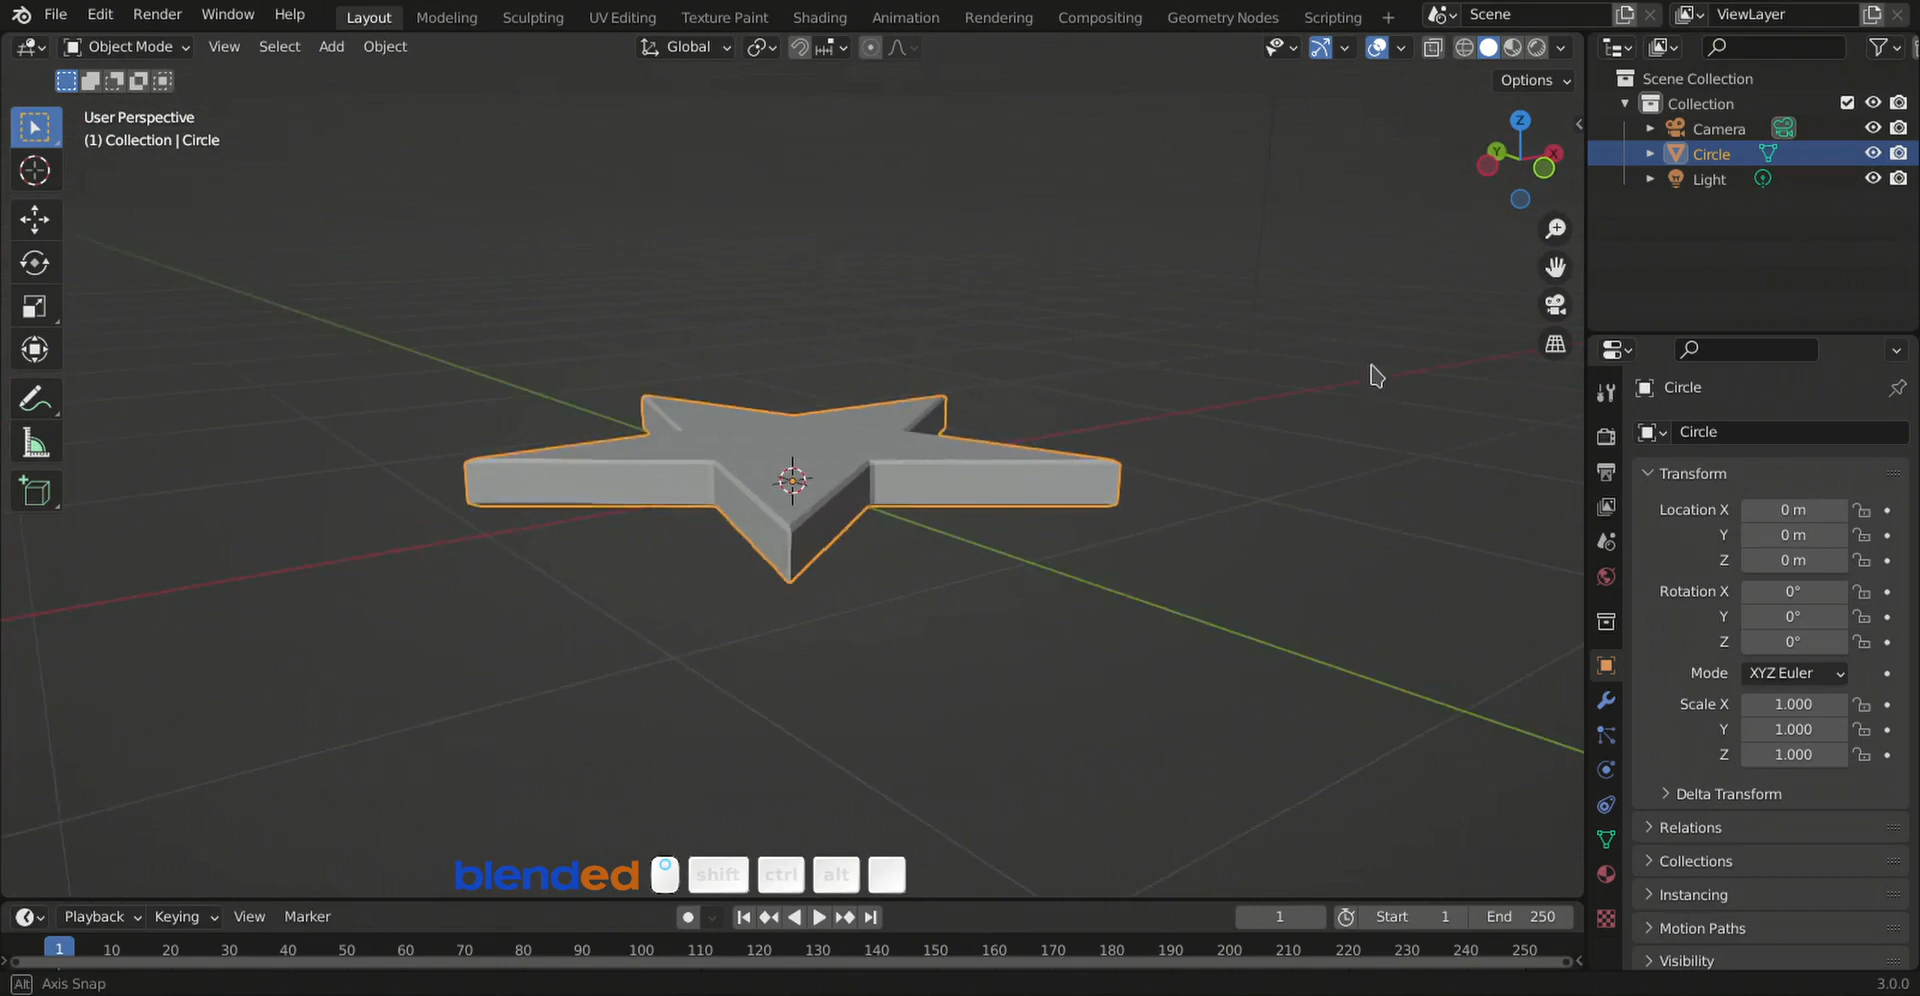 File Edit Render Window Help Layout Modeling Sculpting UV Editing Texture Paint Shading Animation Rendering Compositing Geometry Nodes Scripting + Scene ViewLayer
Object Mode View Select Add Object Global
Options
User Perspective
(1) Collection | Circle
Z
Y X
Scene Collection
Collection
Camera
Circle
Light
Circle
Circle
Transform
Location X 0 m
Y 0 m
Z 0 m
Rotation X 0°
Y 0°
Z 0°
Mode XYZ Euler
Scale X 1.000
Y 1.000
Z 1.000
Delta Transform
Relations
Collections
Instancing
Motion Paths
Visibility
blended shift ctrl alt
Playback Keying View Marker 1 Start 1 End 250
1 10 20 30 40 50 60 70 80 90 100 110 120 130 140 150 160 170 180 190 200 210 220 230 240 250
Alt Axis Snap 3.0.0